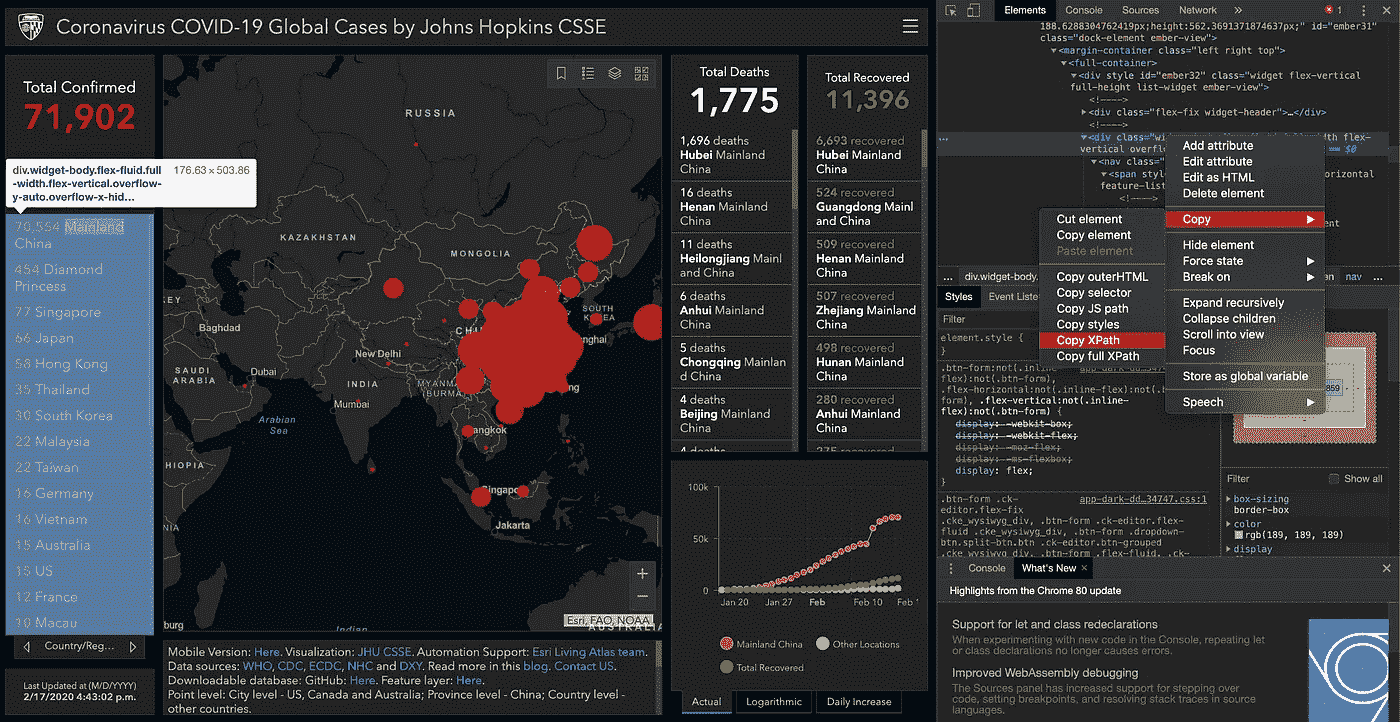 Coronavirus COVID-19 Global Cases by Johns Hopkins CSSE
Total Confirmed
71,902
div.widget-body.flex-fluid.full
-width.flex-vertical.overflow-
y-auto.overflow-x-hid...
176.63 × 503.86
70,554 Mainland
China
454 Diamond
Princess
77 Singapore
66 Japan
58 Hong Kong
35 Thailand
30 South Korea
22 Malaysia
22 Taiwan
16 Germany
16 Vietnam
15 Australia
15 US
12 France
10 Macau
Country/Reg...
Last Updated at (M/D/YYYY)
2/17/2020 4:43:02 p.m.
RUSSIA
KAZAKHSTAN
MONGOLIA
KEY
Baghdad
SAUDI
ARABIA
Dubai
New Delhi
INDIA
Mumbai
Arabian
Sea
HIOPIA
CHI
MYANM
(BURMA
SOUTH
KOREA
nghai
ng
angkok
Singapo
Jakarta
NIA
burg
Indian
AUSTRALIA
Esri, FAO, NOAA
Mobile Version: Here. Visualization: JHU CSSE. Automation Support: Esri Living Atlas team.
Data sources: WHO, CDC, ECDC, NHC and DXY. Read more in this blog. Contact US.
Downloadable database: GitHub: Here. Feature layer: Here.
Point level: City level - US, Canada and Australia; Province level - China; Country level -
other countries.
Total Deaths
1,775
1,696 deaths
Hubei Mainland
China
16 deaths
Henan Mainland
China
11 deaths
Heilongjiang Mainl
and China
6 deaths
Anhui Mainland
China
5 deaths
Chongqing Mainlan
d China
4 deaths
Beijing Mainland
China
4 deaths
Total Recovered
11,396
6,693 recovered
Hubei Mainland
China
524 recovered
Guangdong Mainl
and China
509 recovered
Henan Mainland
China
507 recovered
Zhejiang Mainland
China
498 recovered
Hunan Mainland
China
280 recovered
Anhui Mainland
China
275 recovered
100k
50k
0
Jan 20
Jan 27
Feb
Feb 10
Feb 1
Mainland China
Other Locations
Total Recovered
Actual
Logarithmic
Daily Increase
Elements
Console
Sources
Network
»
1
188.6288304762419px;height:562.3691371874637px;" id="ember31"
class="dock-element ember-view">
<margin-container class="left right top">
<full-container>
<div style id="ember32" class="widget flex-vertical
full-height list-widget ember-view">
<!---->
<div class="flex-fix widget-header">…</div>
<!---->
<div class="wi
width flex-
vertical overfl
== $0
<nav class=
<span styl
horizontal
feature-list
<!---->
Add attribute
Edit attribute
Edit as HTML
Delete element
Copy
Hide element
Force state
Break on
Expand recursively
Collapse children
Scroll into view
Focus
Store as global variable
Speech
Cut element
Copy element
Paste element
Copy outerHTML
Copy selector
Copy JS path
Copy styles
Copy XPath
Copy full XPath
...
div.widget-body.
en
nav
...
Styles
Event Liste
Filter
element.style {
}
.btn-form:not(.inline-
flex):not(.btn-form),
.flex-horizontal:not(.inline-flex):not(.b
form), .flex-vertical:not(.inline-
flex):not(.btn-form) {
display: -webkit-box;
display: -webkit-flex;
display: -moz-flex;
display: -ms-flexbox;
display: flex;
}
.btn-form .ck-
app-dark-dd…34747.css:1
editor.flex-fix
.cke_wysiwyg_div, .btn-form .ck-editor.flex-
fluid .cke_wysiwyg_div, .btn-form .dropdown-
btn.split-btn.btn .ck-editor.btn-grouped
.cke_wysiwyg_div, .btn-form .flex-fluid, .ck-
859
Filter
Show all
box-sizing
border-box
color
rgb(189, 189, 189)
display
Console
What's New
Highlights from the Chrome 80 update
Support for let and class redeclarations
When experimenting with new code in the Console, repeating let
or class declarations no longer causes errors.
Improved WebAssembly debugging
The Sources panel has increased support for stepping over
code, setting breakpoints, and resolving stack traces in source
languages.